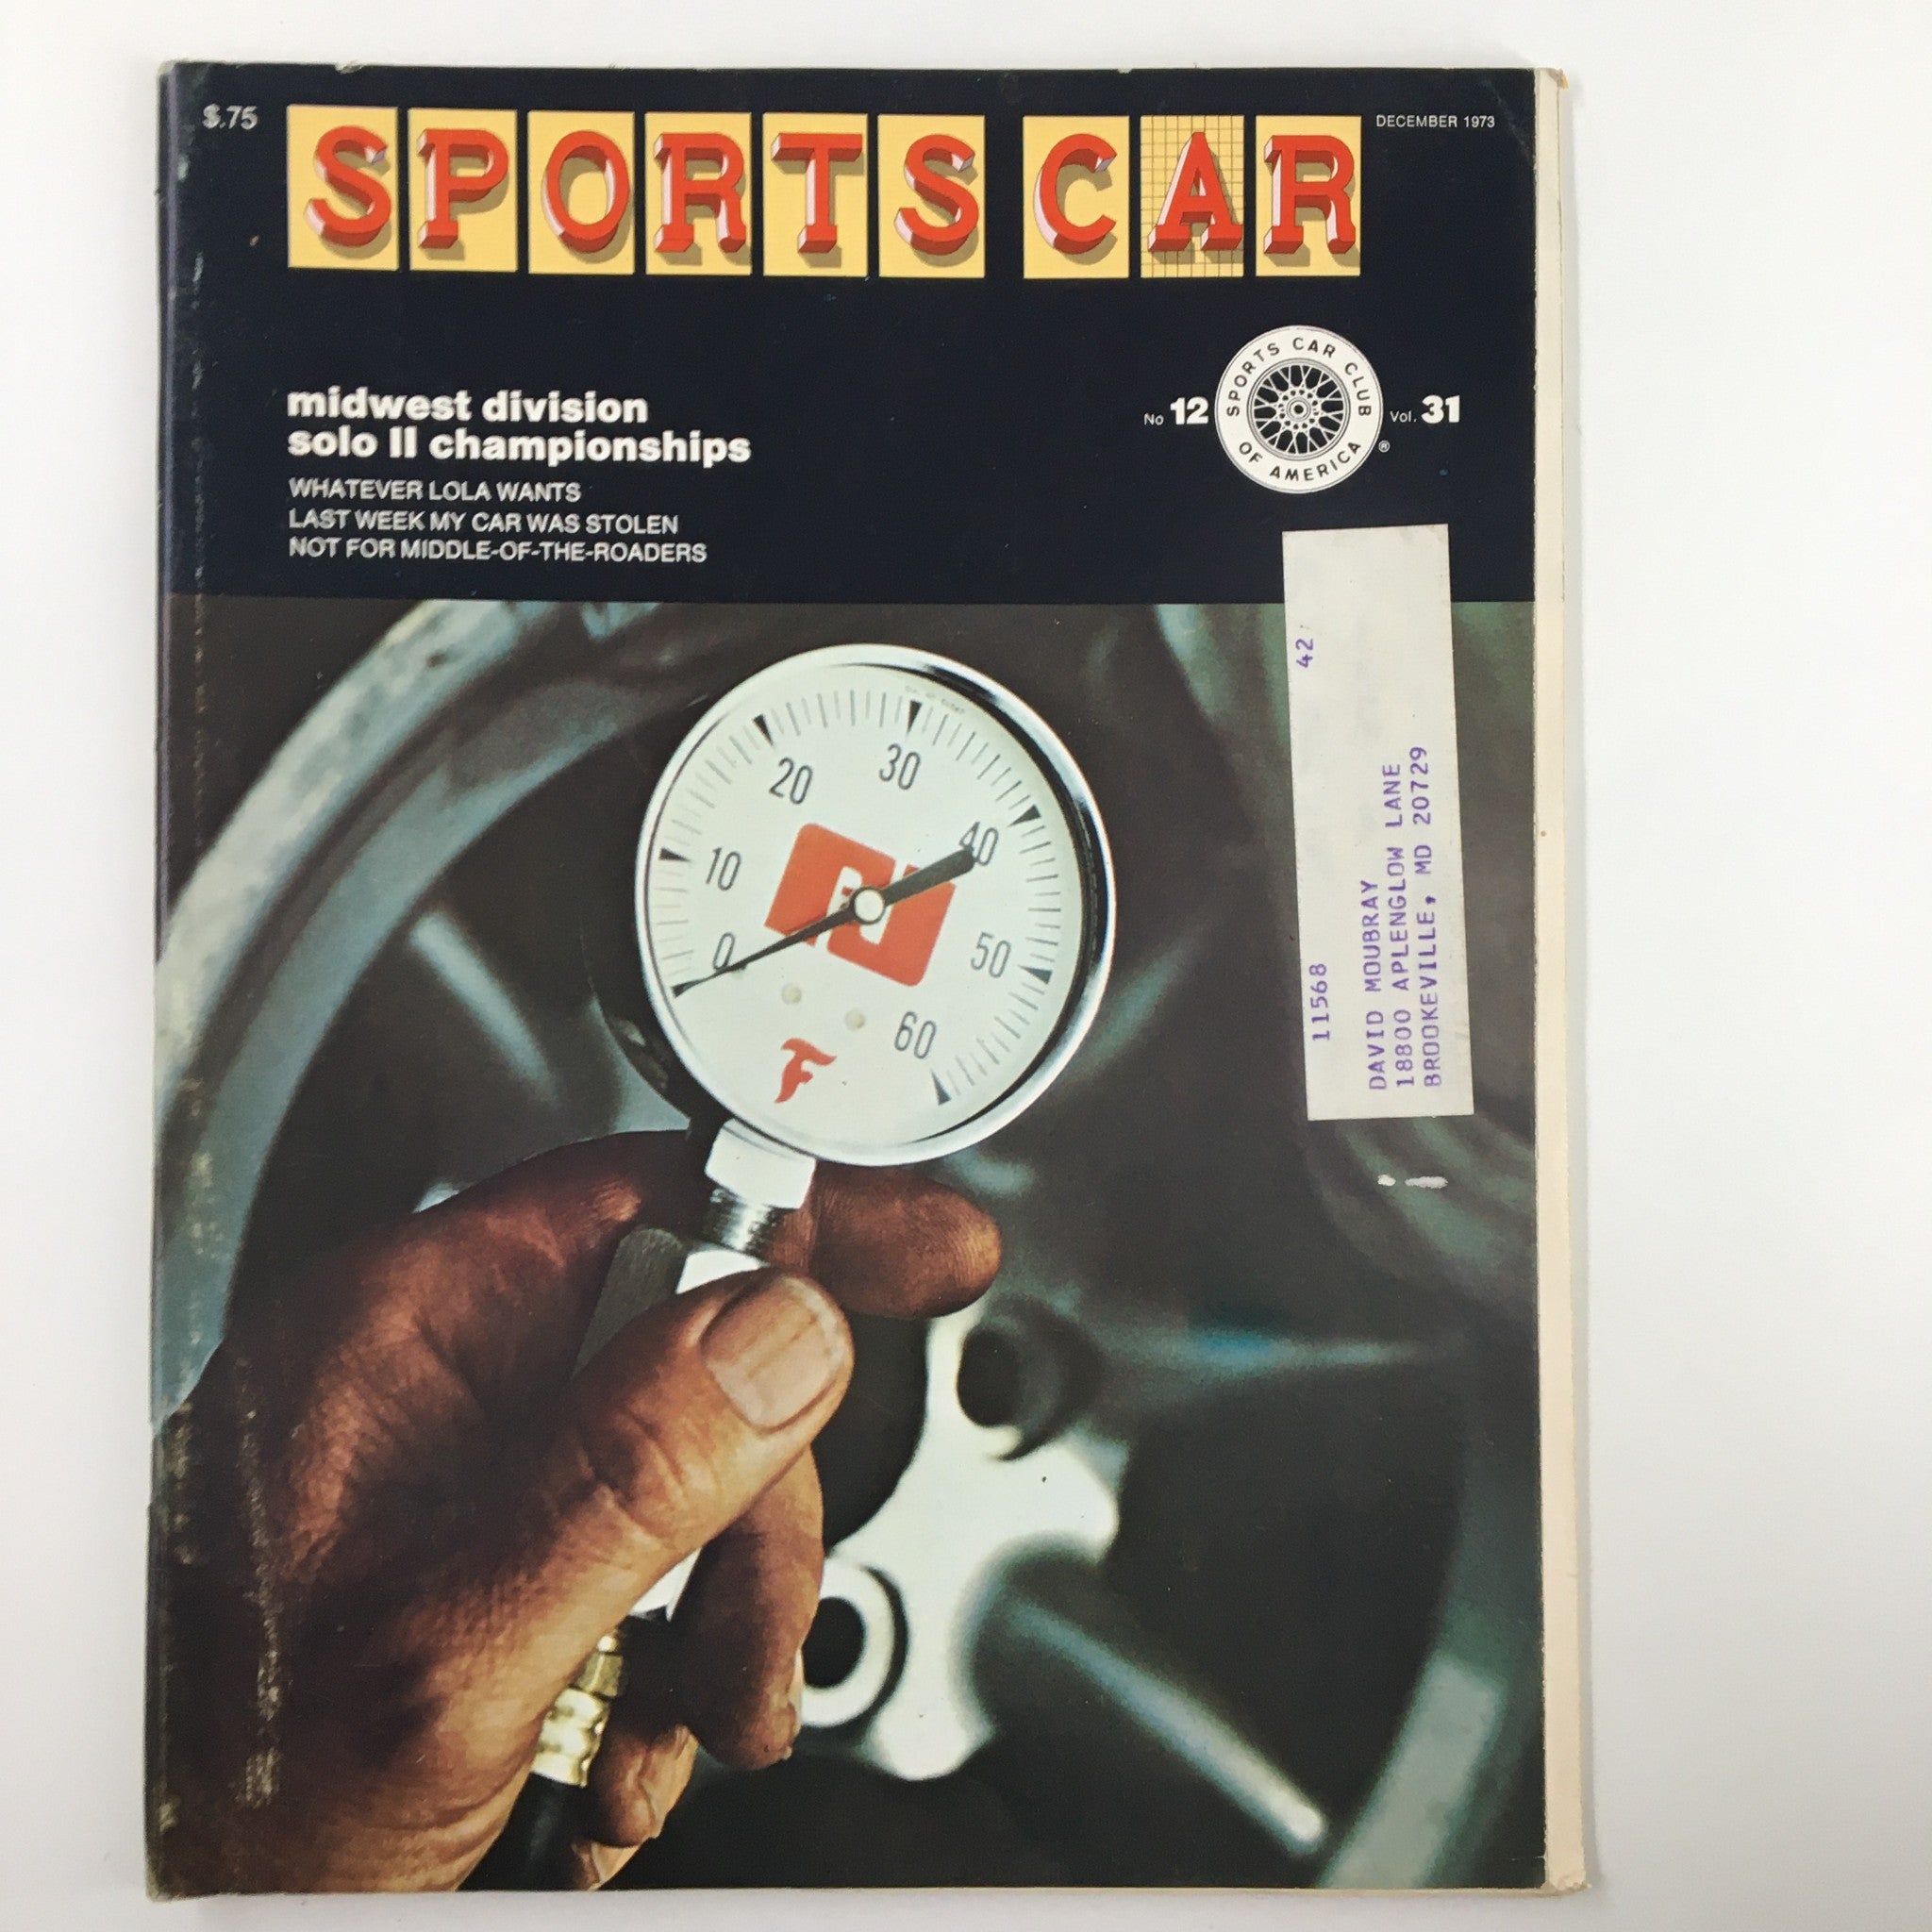 $.75
SPORTS CAR
DECEMBER 1973
midwest division
solo II championships
WHATEVER LOLA WANTS
LAST WEEK MY CAR WAS STOLEN
NOT FOR MIDDLE-OF-THE-ROADERS
No 12
SPORTS CAR CLUB OF AMERICA
®
Vol. 31
42
11568
DAVID MOUBRAY
18800 APLENGLOW LANE
BROOKEVILLE, MD 20729
0
10
20
30
40
50
60
F